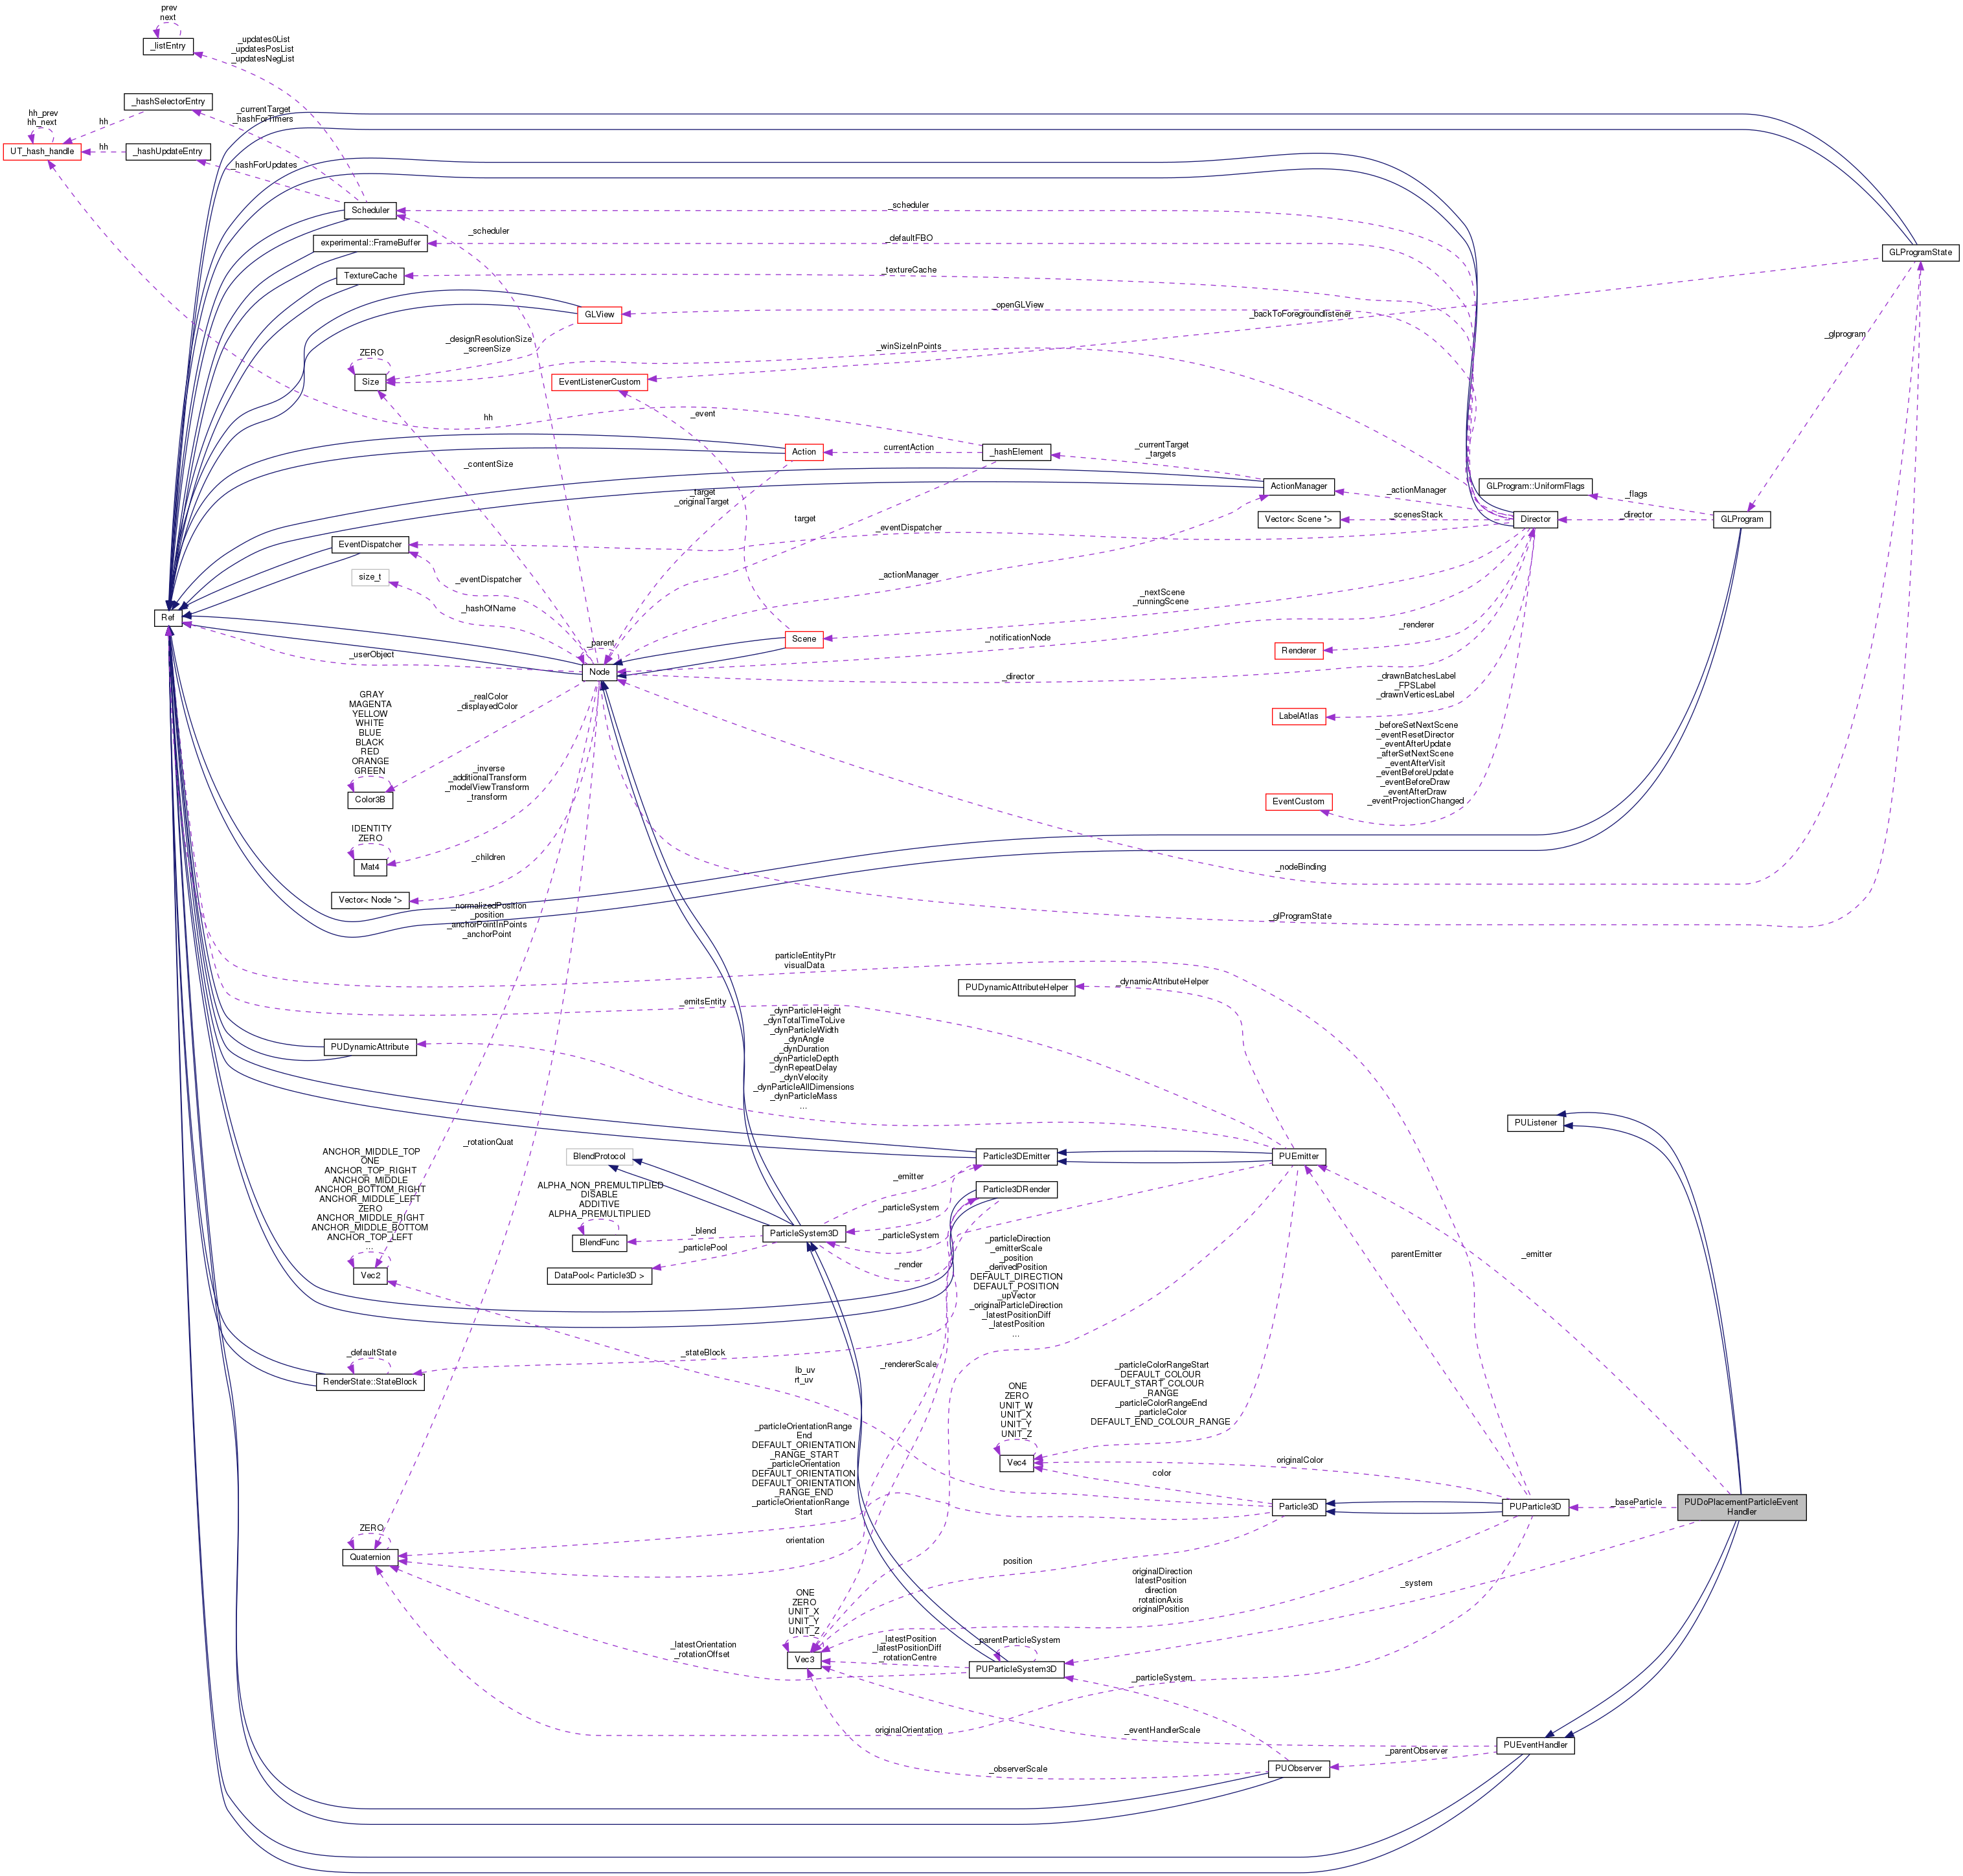 prev
next
_listEntry
_updates0List
_updatesPosList
_updatesNegList
_hashSelectorEntry
_currentTarget
_hashForTimers
hh_prev
hh_next
hh
UT_hash_handle
hh
_hashUpdateEntry
_hashForUpdates
Scheduler
_scheduler
_scheduler
experimental::FrameBuffer
_defaultFBO
GLProgramState
TextureCache
_textureCache
GLView
_openGLView
_backToForegroundlistener
_glprogram
_designResolutionSize
_screenSize
_winSizeInPoints
ZERO
Size
EventListenerCustom
hh
_event
Action
currentAction
_hashElement
_currentTarget
_targets
_contentSize
ActionManager
GLProgram::UniformFlags
_flags
_actionManager
_target
_originalTarget
target
_eventDispatcher
Vector< Scene *>
_scenesStack
Director
_director
GLProgram
EventDispatcher
size_t
_eventDispatcher
_actionManager
_nextScene
_runningScene
_hashOfName
Ref
_parent
Scene
_notificationNode
_renderer
Renderer
_userObject
Node
_director
_drawnBatchesLabel
_FPSLabel
_drawnVerticesLabel
LabelAtlas
GRAY
MAGENTA
YELLOW
WHITE
BLUE
BLACK
RED
ORANGE
GREEN
_realColor
_displayedColor
Color3B
_beforeSetNextScene
_eventResetDirector
_eventAfterUpdate
_afterSetNextScene
_eventAfterVisit
_eventBeforeUpdate
_eventBeforeDraw
_eventAfterDraw
_eventProjectionChanged
EventCustom
_inverse
_additionalTransform
_modelViewTransform
_transform
IDENTITY
ZERO
Mat4
_children
_nodeBinding
Vector< Node *>
_normalizedPosition
_position
_anchorPointInPoints
_anchorPoint
_glProgramState
particleEntityPtr
visualData
PUDynamicAttributeHelper
_dynamicAttributeHelper
_emitsEntity
_dynParticleHeight
_dynTotalTimeToLive
_dynParticleWidth
_dynAngle
_dynDuration
_dynParticleDepth
_dynRepeatDelay
_dynVelocity
_dynParticleAllDimensions
_dynParticleMass
...
PUDynamicAttribute
PUListener
_rotationQuat
ANCHOR_MIDDLE_TOP
ONE
ANCHOR_TOP_RIGHT
ANCHOR_MIDDLE
ANCHOR_BOTTOM_RIGHT
ANCHOR_MIDDLE_LEFT
ZERO
ANCHOR_MIDDLE_RIGHT
ANCHOR_MIDDLE_BOTTOM
ANCHOR_TOP_LEFT
...
Vec2
BlendProtocol
Particle3DEmitter
PUEmitter
_emitter
ALPHA_NON_PREMULTIPLIED
DISABLE
ADDITIVE
ALPHA_PREMULTIPLIED
BlendFunc
Particle3DRender
_particleSystem
_blend
ParticleSystem3D
_particleSystem
_particlePool
_render
DataPool< Particle3D >
_particleDirection
_emitterScale
_position
_derivedPosition
DEFAULT_DIRECTION
DEFAULT_POSITION
_upVector
_originalParticleDirection
_latestPositionDiff
_latestPosition
...
parentEmitter
_emitter
_defaultState
_stateBlock
RenderState::StateBlock
lb_uv
rt_uv
_rendererScale
_particleColorRangeStart
DEFAULT_COLOUR
DEFAULT_START_COLOUR
_RANGE
_particleColorRangeEnd
_particleColor
DEFAULT_END_COLOUR_RANGE
ONE
ZERO
UNIT_W
UNIT_X
UNIT_Y
UNIT_Z
Vec4
_particleOrientationRange
End
DEFAULT_ORIENTATION
_RANGE_START
_particleOrientation
DEFAULT_ORIENTATION
DEFAULT_ORIENTATION
_RANGE_END
_particleOrientationRange
Start
originalColor
color
Particle3D
PUParticle3D
_baseParticle
PUDoPlacementParticleEvent
Handler
ZERO
Quaternion
orientation
position
originalDirection
latestPosition
direction
rotationAxis
originalPosition
_system
ONE
ZERO
UNIT_X
UNIT_Y
UNIT_Z
Vec3
_latestOrientation
_rotationOffset
_latestPosition
_latestPositionDiff
_rotationCentre
_parentParticleSystem
PUParticleSystem3D
_particleSystem
originalOrientation
_eventHandlerScale
PUEventHandler
_parentObserver
_observerScale
PUObserver